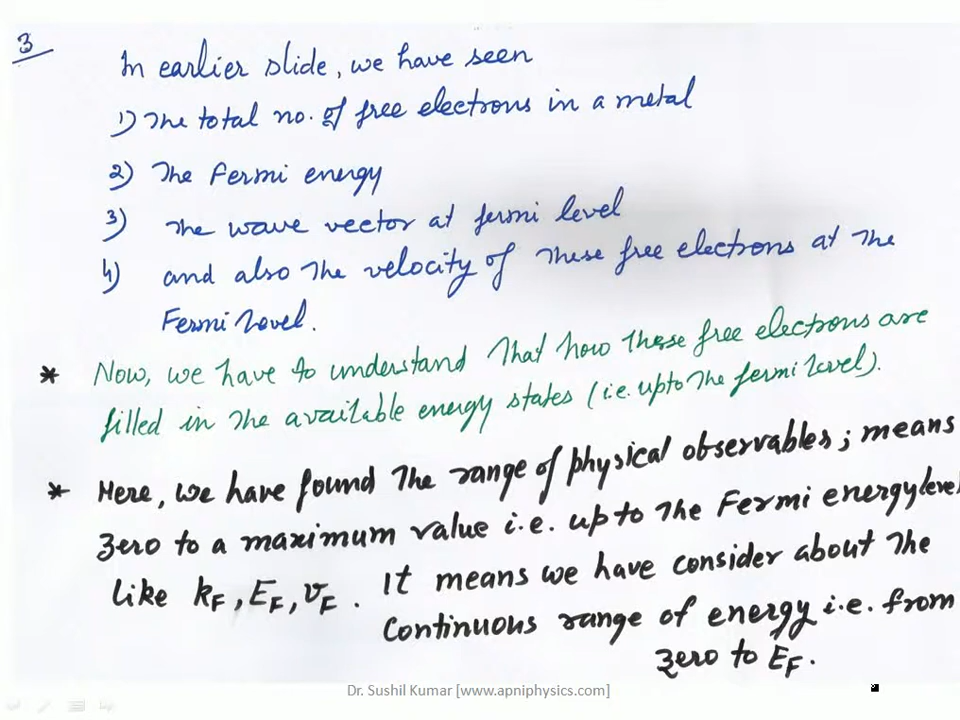 3
In earlier slide, we have seen
1) The total no. of free electrons in a metal
2) The Fermi energy
3) The wave vector at fermi level
4) and also the velocity of these free electrons at the
Fermi level.
* Now, we have to understand that how these free electrons are
filled in the available energy states (i.e. upto the fermi level).
* Here, we have found the range of physical observables; means
zero to a maximum value i.e. up to the Fermi energy level
like kF, EF, vF. It means we have consider about the
continuous range of energy i.e. from
zero to EF.
Dr. Sushil Kumar [www.apniphysics.com]